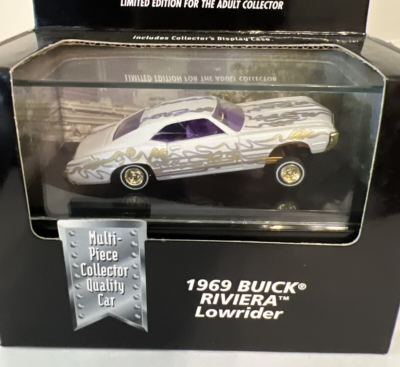 LIMITED EDITION FOR THE ADULT COLLECTOR
Includes Collector's Display Case
LIMITED EDITION FOR THE ADULT COLLECTOR
Multi-
Piece
Collector
Quality
Car
1969 BUICK®
RIVIERA™
Lowrider